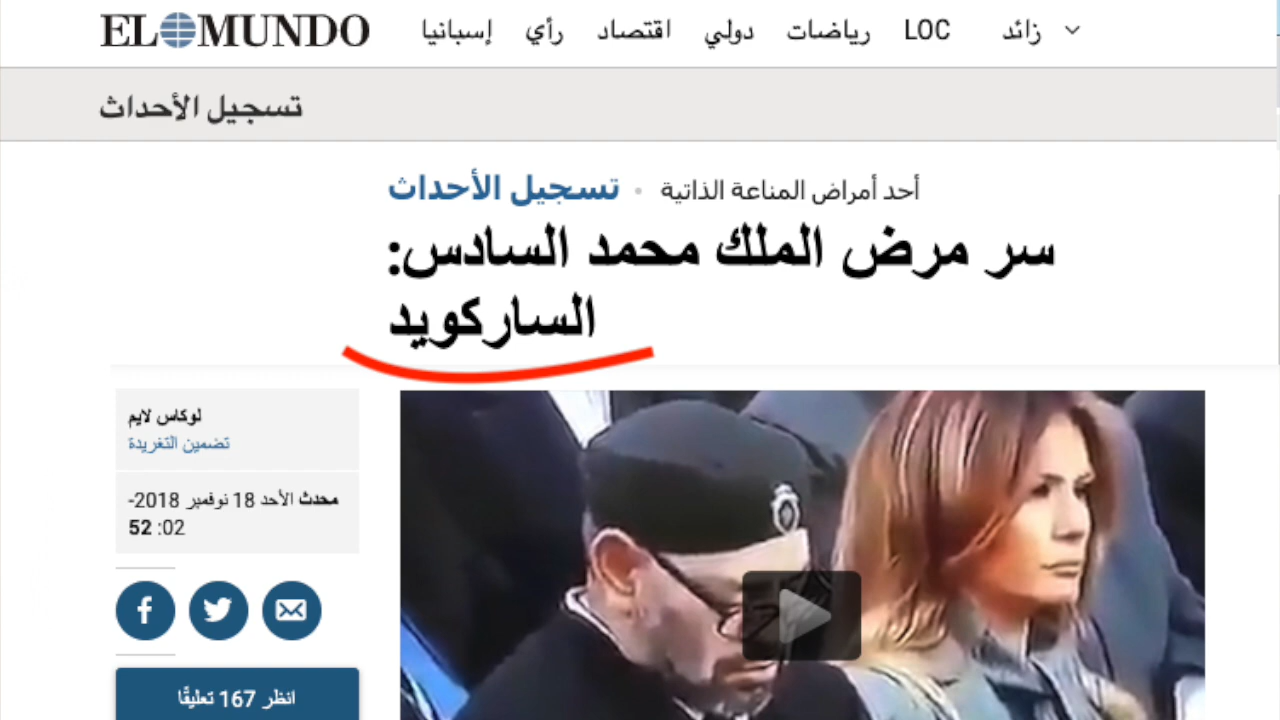 EL MUNDO
إسبانيا رأي اقتصاد دولي رياضات LOC زائد
تسجيل الأحداث
تسجيل الأحداث • أحد أمراض المناعة الذاتية
سر مرض الملك محمد السادس:
الساركويد
لوكاس لايم
تضمين التغريدة
محدث الأحد 18 نوفمبر 2018-
02: 52
انظر 167 تعليقًا